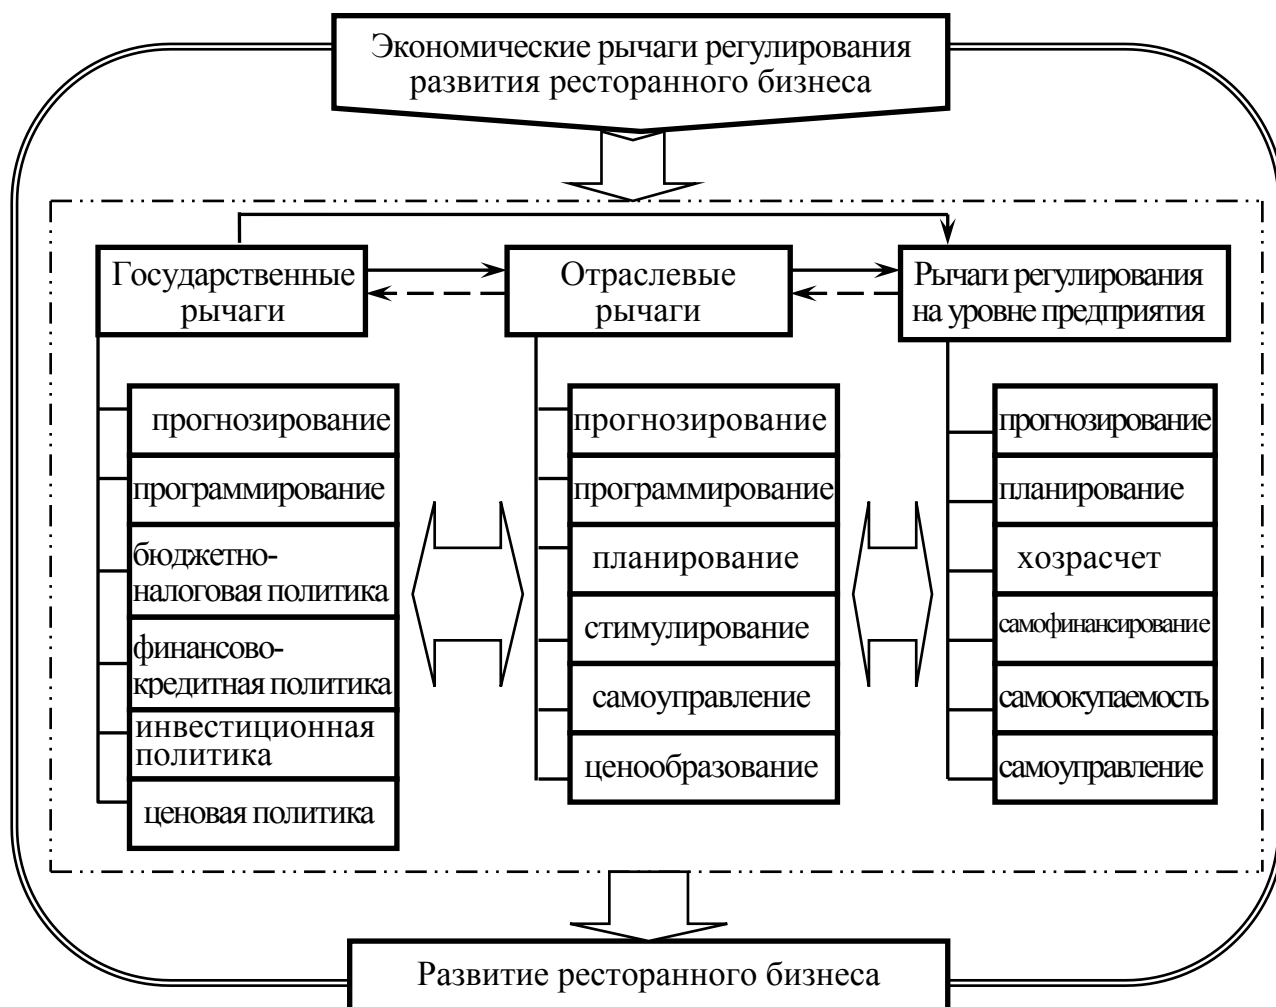 Экономические рычаги регулирования
развития ресторанного бизнеса
Государственные
рычаги
Отраслевые
рычаги
Рычаги регулирования
на уровне предприятия
прогнозирование
программирование
бюджетно-
налоговая политика
финансово-
кредитная политика
инвестиционная
политика
ценовая политика
прогнозирование
программирование
планирование
стимулирование
самоуправление
ценообразование
прогнозирование
планирование
хозрасчет
самофинансирование
самоокупаемость
самоуправление
Развитие ресторанного бизнеса